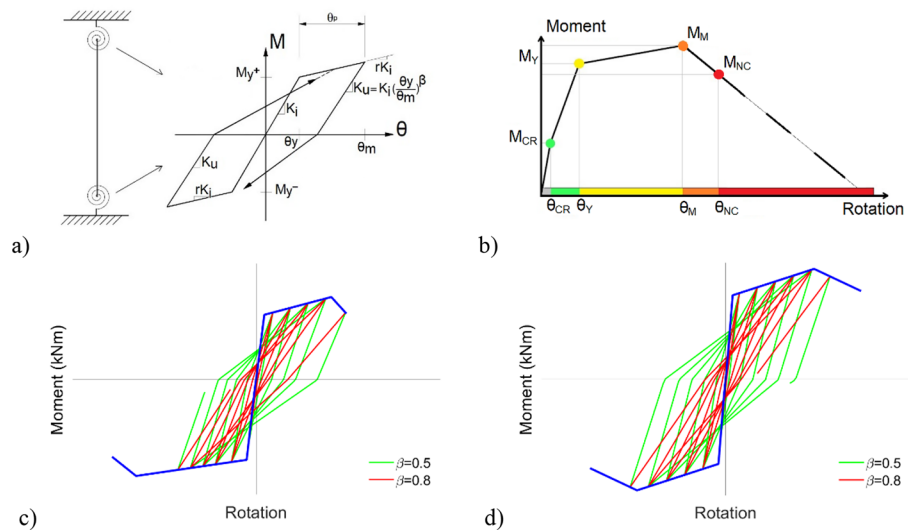 θp
M
My+
rKi
Ku=Ki(θy/θm)β
Ki
θ
θy
θm
Ku
rKi
My−
a)
Moment
MM
MY
MNC
MCR
θCR
θY
θM
θNC
Rotation
b)
Moment (kNm)
β=0.5
β=0.8
Rotation
c)
Moment (kNm)
β=0.5
β=0.8
Rotation
d)